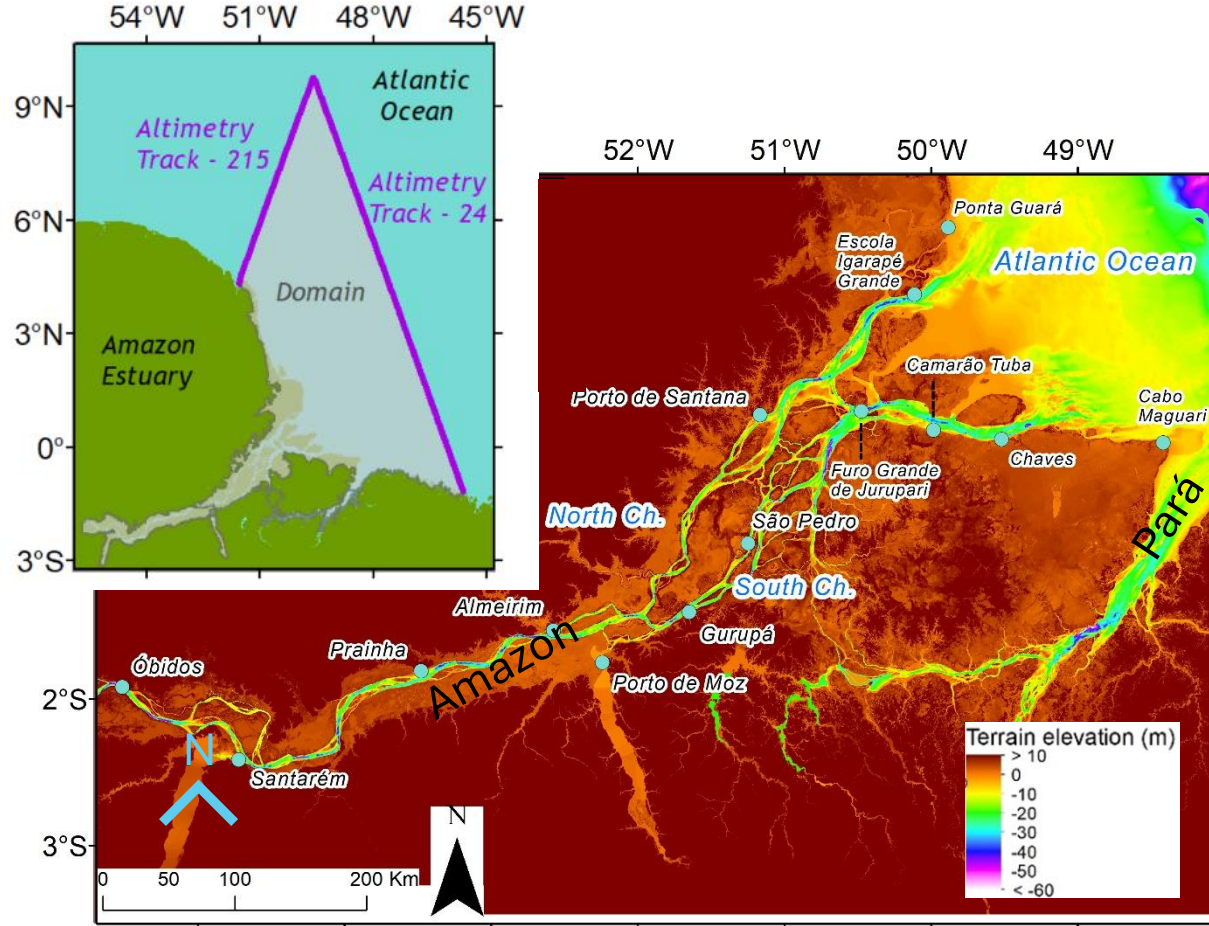 54°W 51°W 48°W 45°W
9°N
6°N
3°N
0°
3°S
Atlantic
Ocean
Altimetry
Track - 215
Altimetry
Track - 24
Domain
Amazon
Estuary
52°W 51°W 50°W 49°W
Ponta Guará
Escola
Igarapé
Grande
Atlantic Ocean
Camarão Tuba
Porto de Santana
Cabo
Maguari
Chaves
Furo Grande
de Jurupari
North Ch.
São Pedro
Pará
South Ch.
Almeirim
Gurupá
Prainha
Amazon
Óbidos
Porto de Moz
2°S
N
Santarém
3°S
0 50 100 200 Km
N
Terrain elevation (m)
> 10
0
-10
-20
-30
-40
-50
< -60